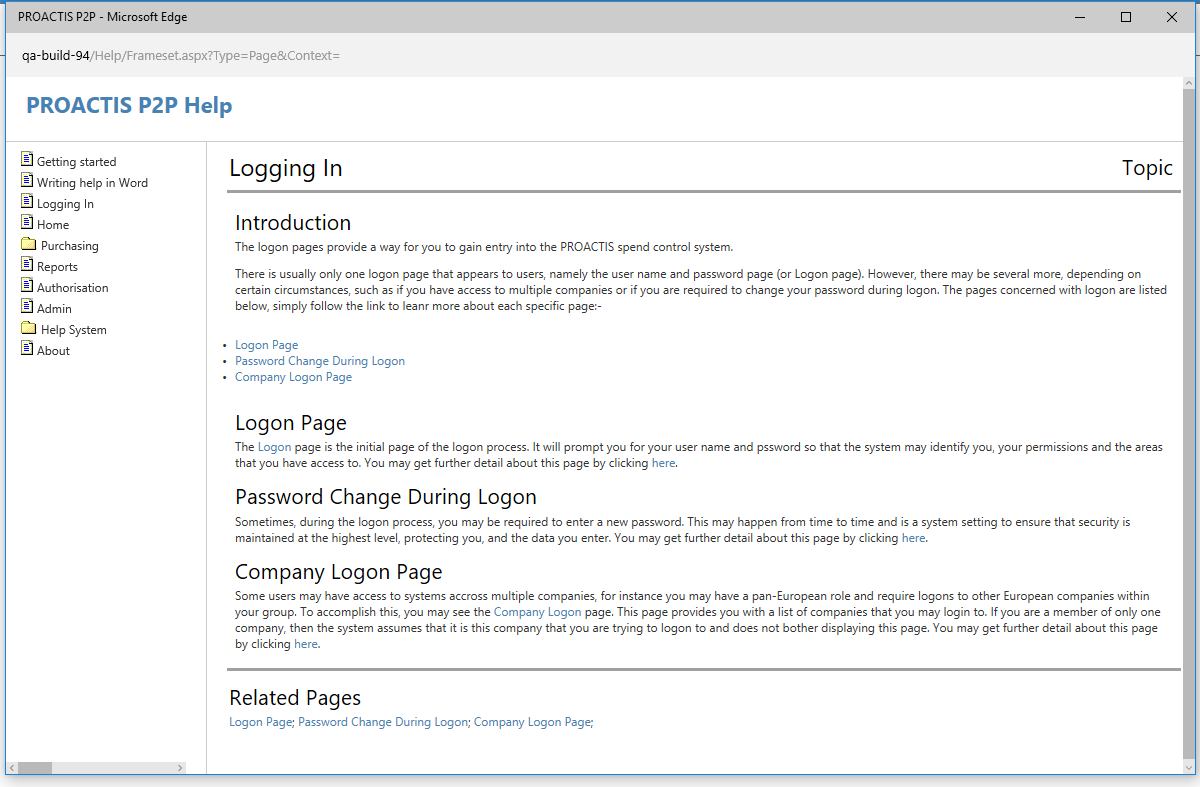 PROACTIS P2P - Microsoft Edge
qa-build-94/Help/Frameset.aspx?Type=Page&Context=
PROACTIS P2P Help
Getting started
Writing help in Word
Logging In
Home
Purchasing
Reports
Authorisation
Admin
Help System
About
Logging In
Topic
Introduction
The logon pages provide a way for you to gain entry into the PROACTIS spend control system.
There is usually only one logon page that appears to users, namely the user name and password page (or Logon page). However, there may be several more, depending on
certain circumstances, such as if you have access to multiple companies or if you are required to change your password during logon. The pages concerned with logon are listed
below, simply follow the link to leanr more about each specific page:-
• Logon Page
• Password Change During Logon
• Company Logon Page
Logon Page
The Logon page is the initial page of the logon process. It will prompt you for your user name and pssword so that the system may identify you, your permissions and the areas
that you have access to. You may get further detail about this page by clicking here.
Password Change During Logon
Sometimes, during the logon process, you may be required to enter a new password. This may happen from time to time and is a system setting to ensure that security is
maintained at the highest level, protecting you, and the data you enter. You may get further detail about this page by clicking here.
Company Logon Page
Some users may have access to systems accross multiple companies, for instance you may have a pan-European role and require logons to other European companies within
your group. To accomplish this, you may see the Company Logon page. This page provides you with a list of companies that you may login to. If you are a member of only one
company, then the system assumes that it is this company that you are trying to logon to and does not bother displaying this page. You may get further detail about this page
by clicking here.
Related Pages
Logon Page; Password Change During Logon; Company Logon Page;